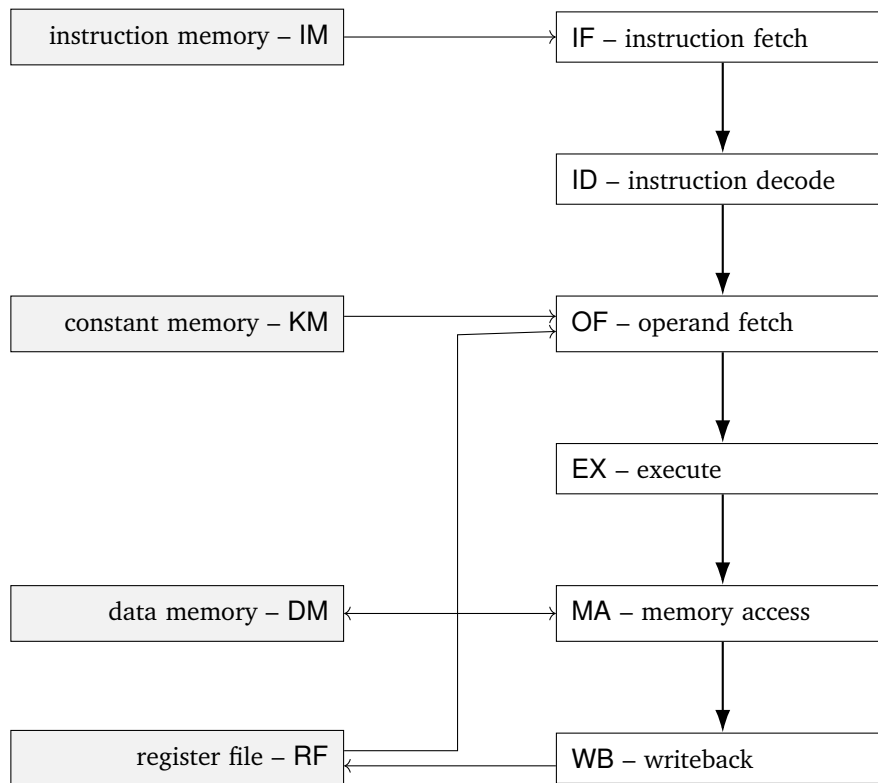 instruction memory – IM
IF – instruction fetch
ID – instruction decode
constant memory – KM
OF – operand fetch
EX – execute
data memory – DM
MA – memory access
register file – RF
WB – writeback